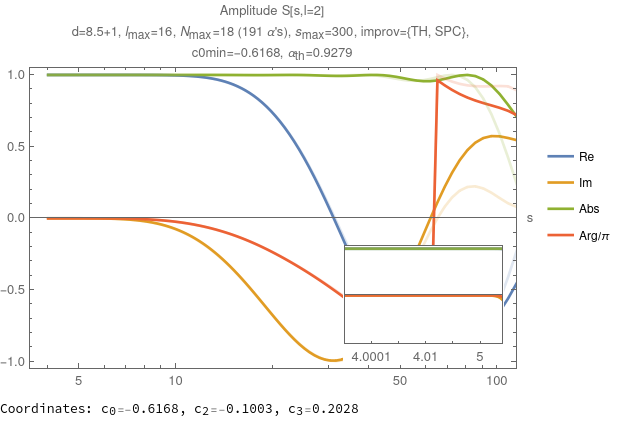 Amplitude S[s,l=2]
d=8.5+1, lmax=16, Nmax=18 (191 α's), smax=300, improv={TH, SPC},
c0min=−0.6168, αth=0.9279
1.0
0.5
0.0
−0.5
−1.0
s
5
10
50
100
4.0001
4.01
5
Re
Im
Abs
Arg/π
Coordinates: c0=−0.6168, c2=−0.1003, c3=0.2028